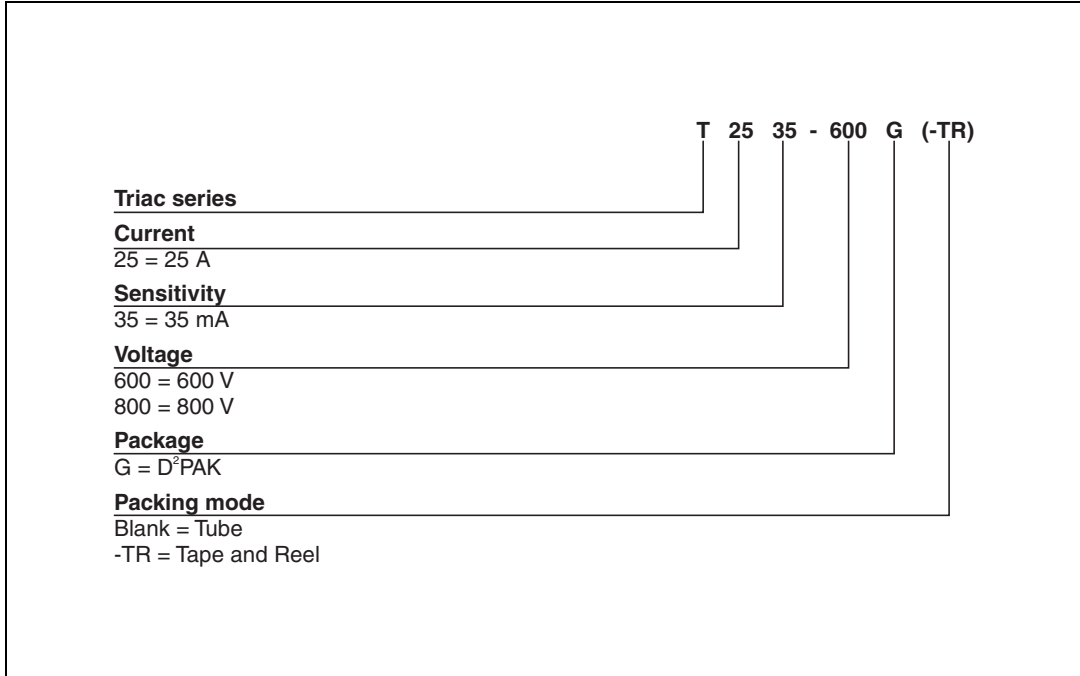 T 25 35 - 600 G (-TR)
Triac series
Current
25 = 25 A
Sensitivity
35 = 35 mA
Voltage
600 = 600 V
800 = 800 V
Package
G = D²PAK
Packing mode
Blank = Tube
-TR = Tape and Reel